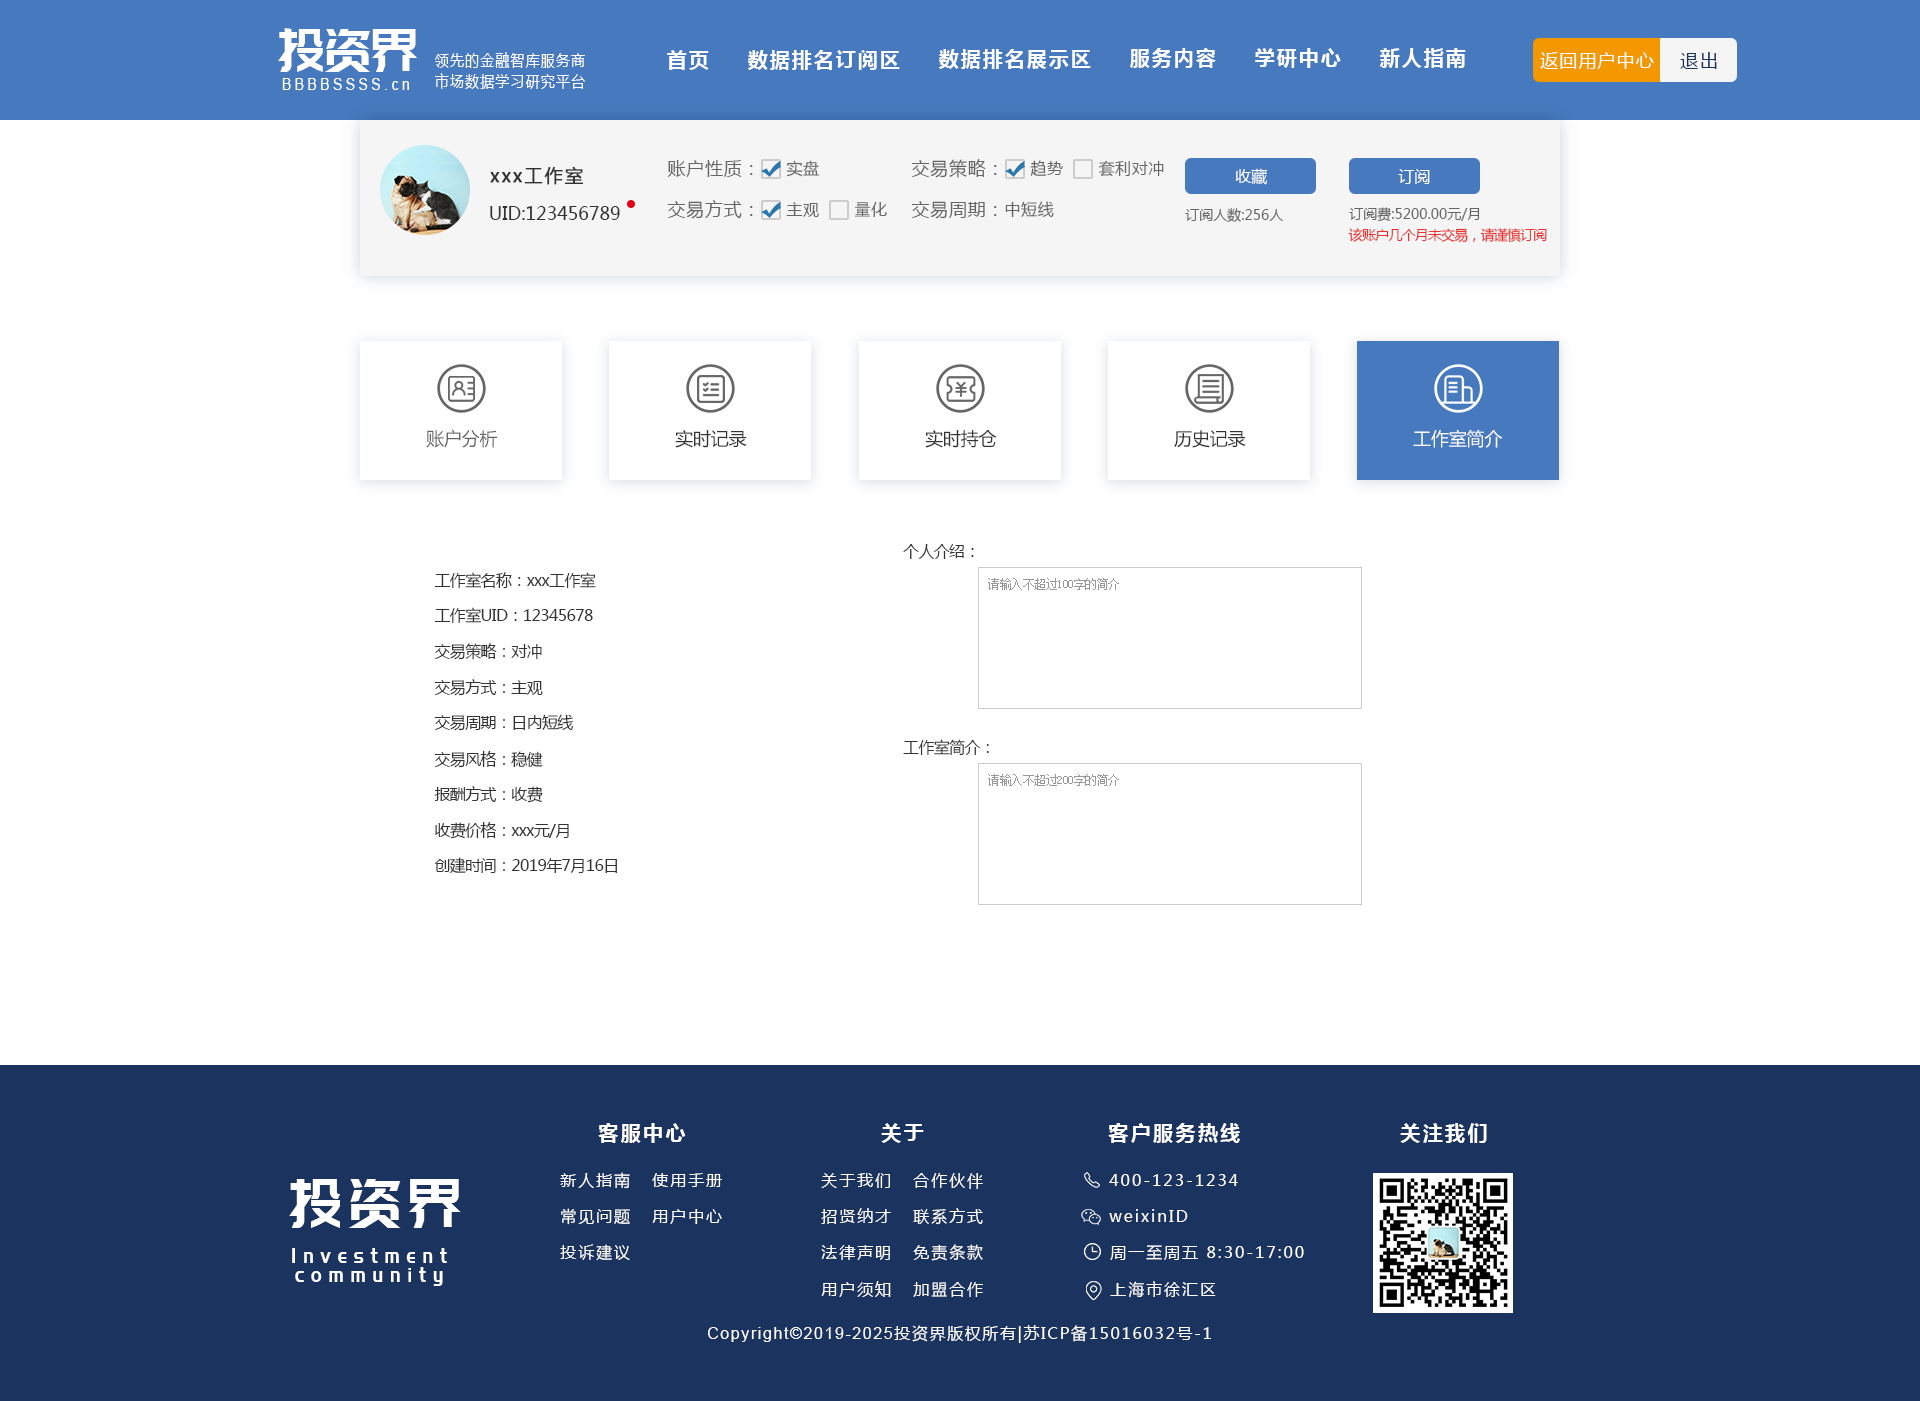 投资界
BBBBSSSS.cn
领先的金融智库服务商
市场数据学习研究平台
首页 数据排名订阅区 数据排名展示区 服务内容 学研中心 新人指南
返回用户中心 退出
xxx工作室
UID:123456789
账户性质：实盘
交易方式：主观 量化
交易策略：趋势 套利对冲
交易周期：中短线
收藏
订阅人数:256人
订阅
订阅费:5200.00元/月
该账户几个月未交易，请谨慎订阅
账户分析 实时记录 实时持仓 历史记录 工作室简介
工作室名称：xxx工作室
工作室UID：12345678
交易策略：对冲
交易方式：主观
交易周期：日内短线
交易风格：稳健
报酬方式：收费
收费价格：xxx元/月
创建时间：2019年7月16日
个人介绍：
请输入不超过100字的简介
工作室简介：
请输入不超过200字的简介
投资界
Investment
community
客服中心
新人指南 使用手册
常见问题 用户中心
投诉建议
关于
关于我们 合作伙伴
招贤纳才 联系方式
法律声明 免责条款
用户须知 加盟合作
客户服务热线
400-123-1234
weixinID
周一至周五 8:30-17:00
上海市徐汇区
关注我们
Copyright©2019-2025投资界版权所有|苏ICP备15016032号-1